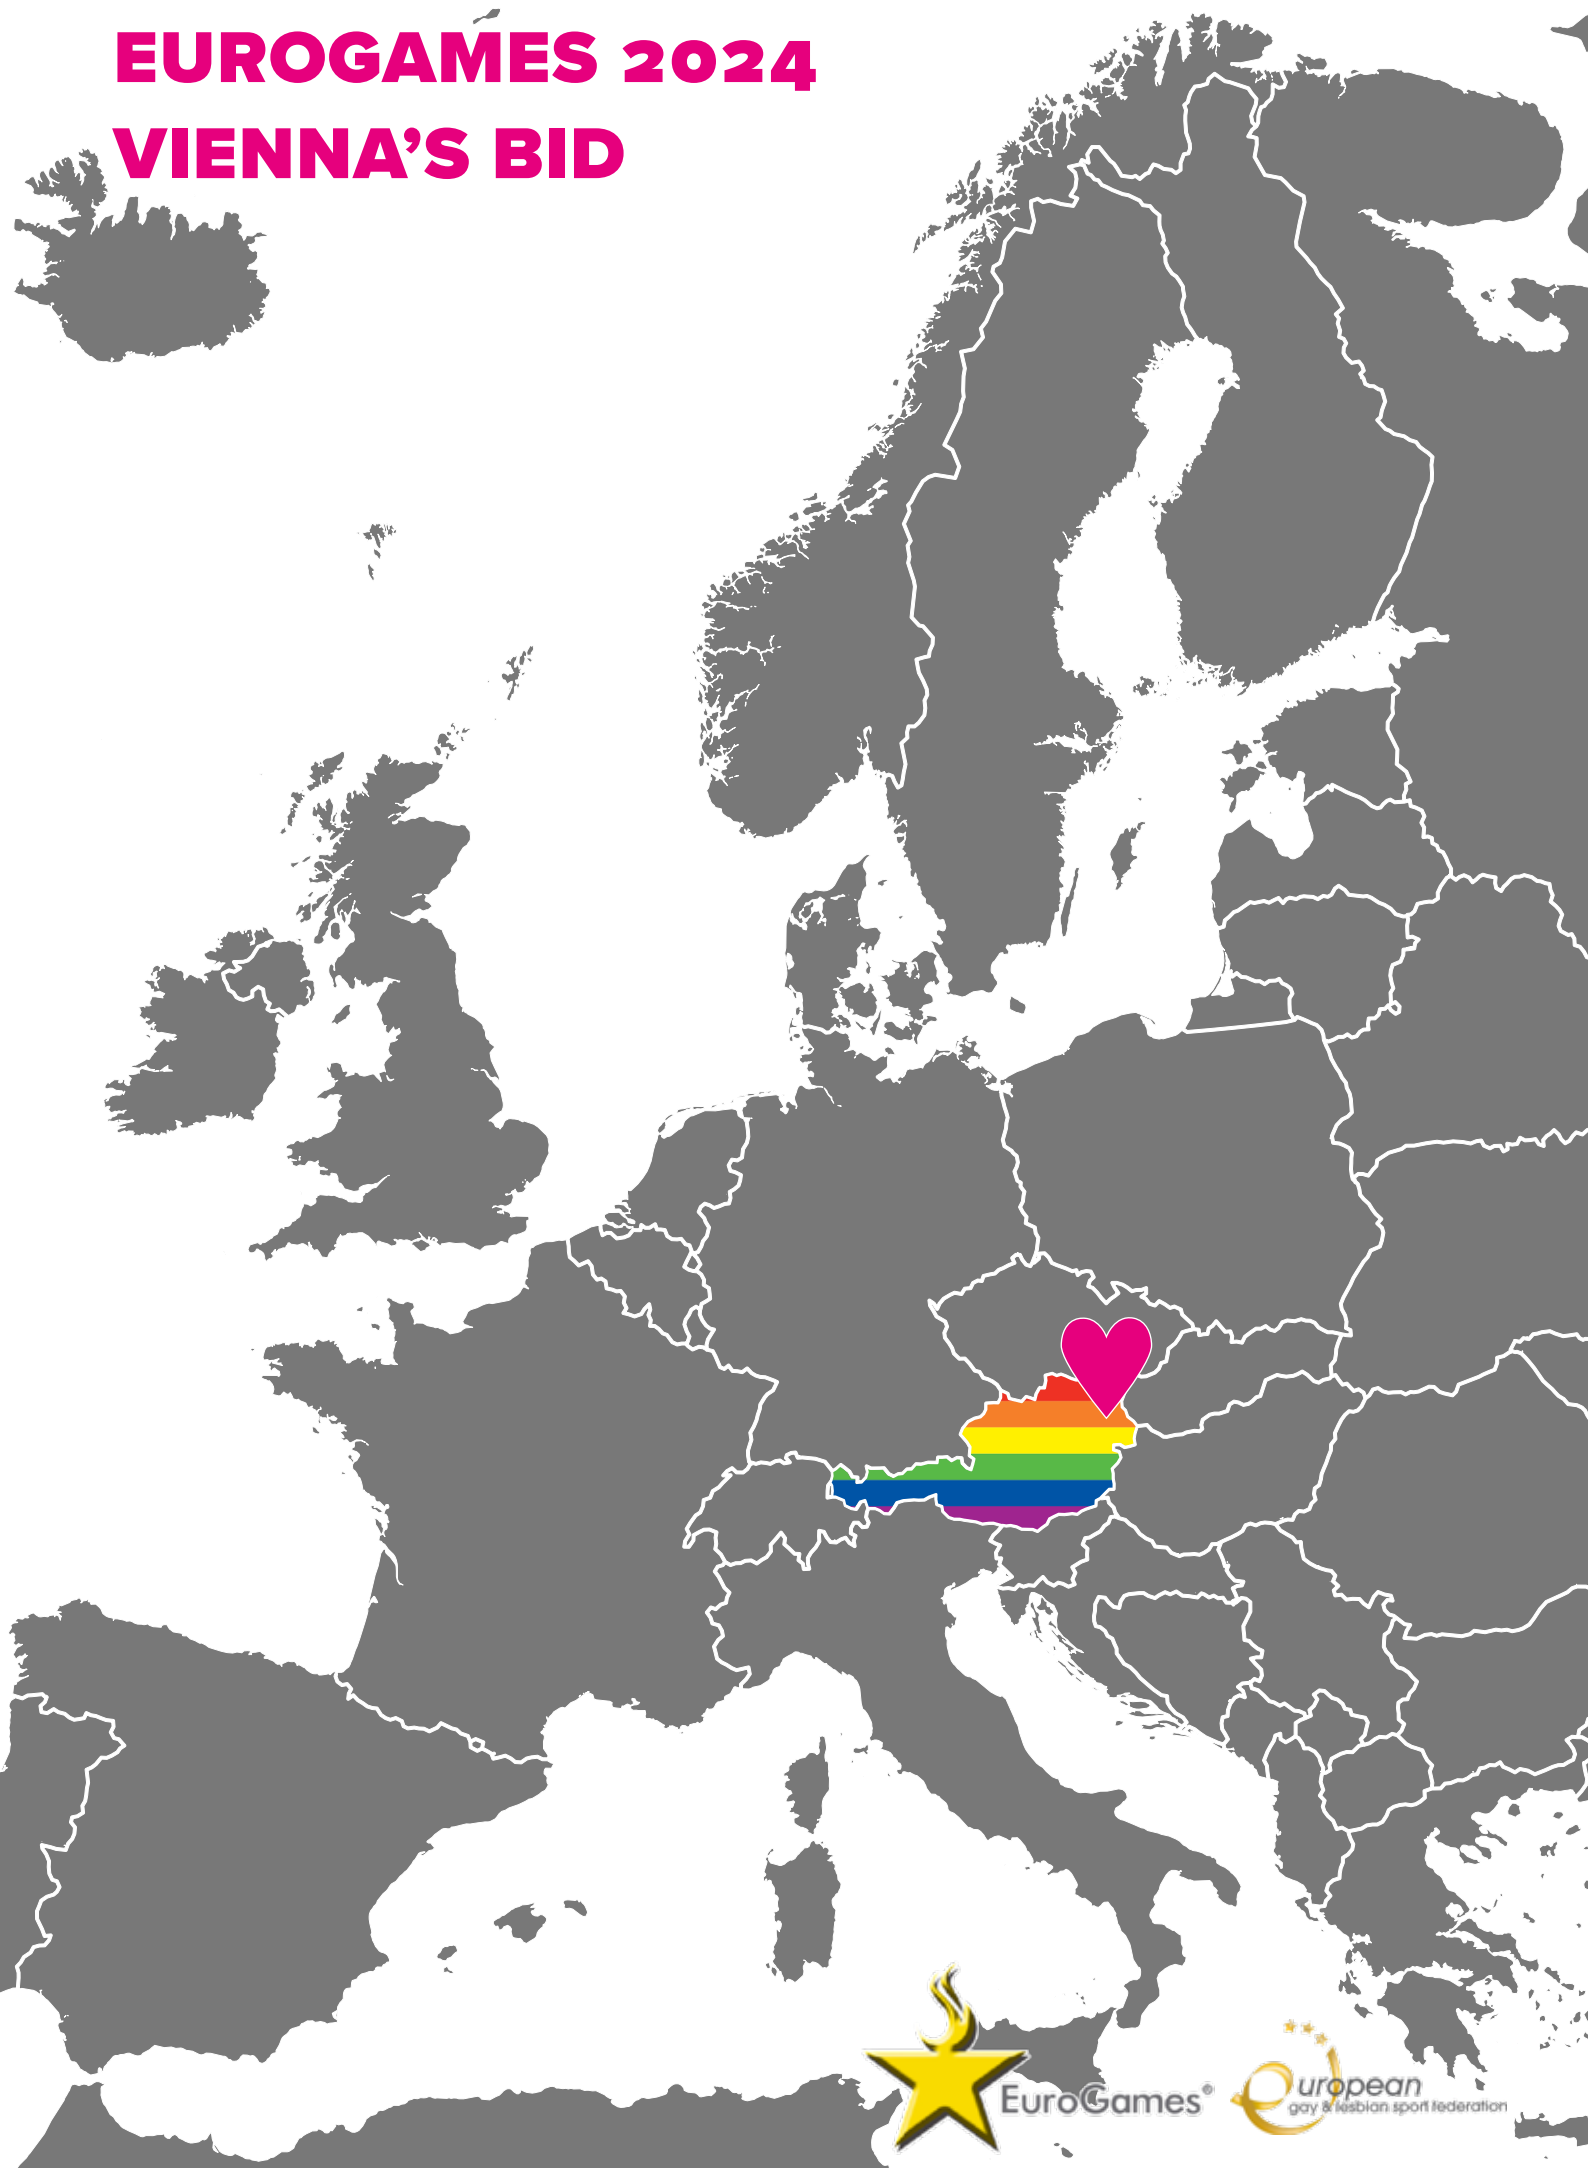 EUROGAMES 2024
VIENNA’S BID
EuroGames®
european
gay & lesbian sport federation